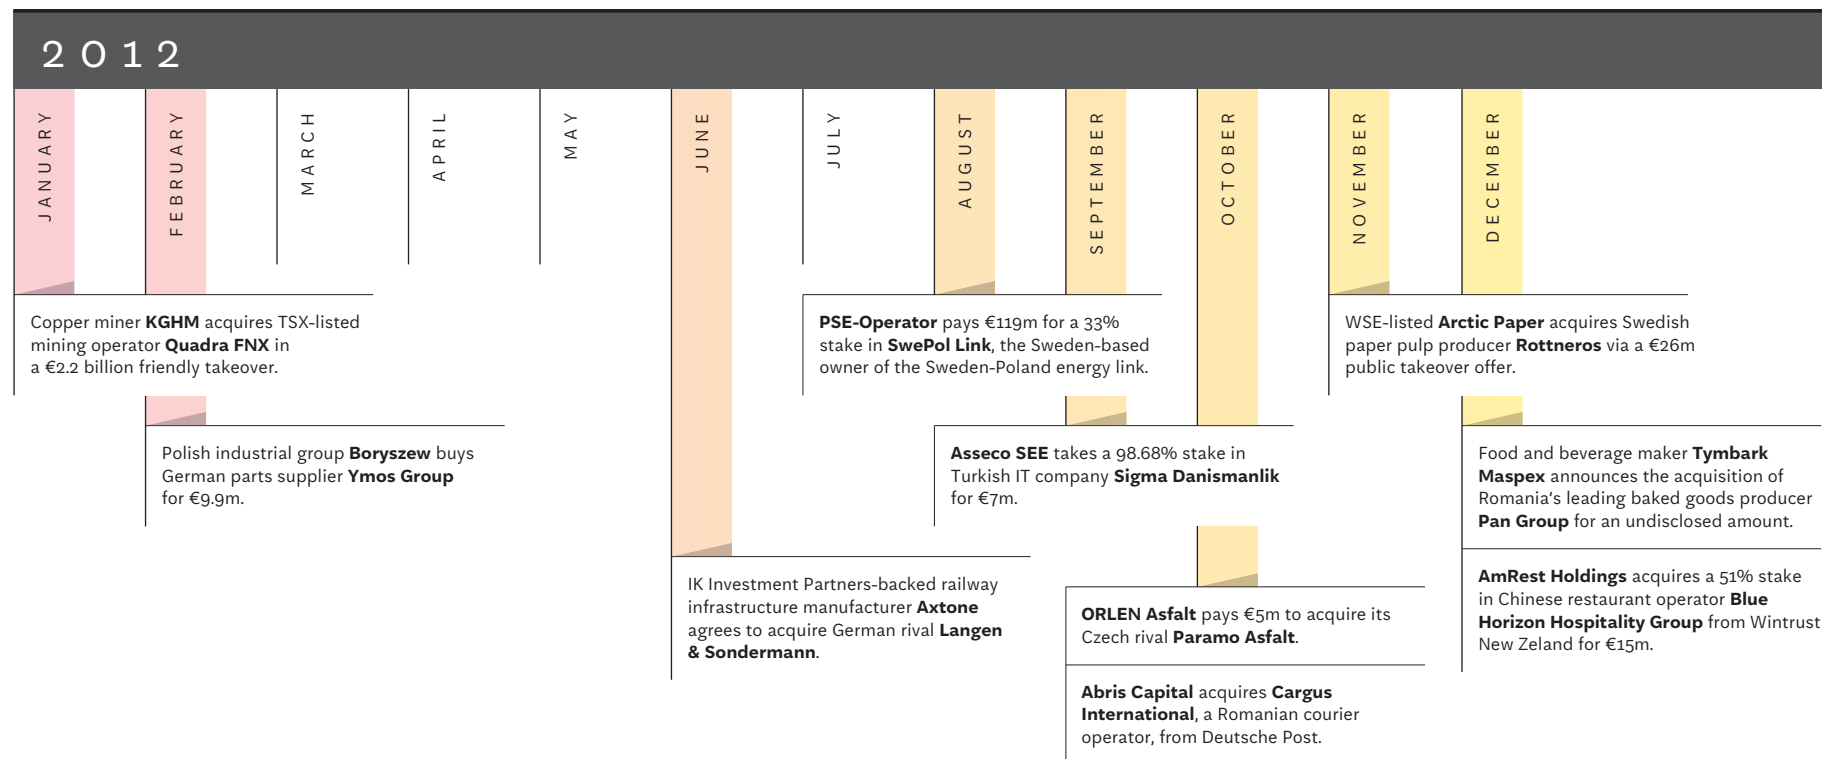 2012
JANUARY
FEBRUARY
MARCH
APRIL
MAY
JUNE
JULY
AUGUST
SEPTEMBER
OCTOBER
NOVEMBER
DECEMBER
Copper miner KGHM acquires TSX-listed
mining operator Quadra FNX in
a €2.2 billion friendly takeover.
Polish industrial group Boryszew buys
German parts supplier Ymos Group
for €9.9m.
IK Investment Partners-backed railway
infrastructure manufacturer Axtone
agrees to acquire German rival Langen
& Sondermann.
PSE-Operator pays €119m for a 33%
stake in SwePol Link, the Sweden-based
owner of the Sweden-Poland energy link.
Asseco SEE takes a 98.68% stake in
Turkish IT company Sigma Danismanlik
for €7m.
ORLEN Asfalt pays €5m to acquire its
Czech rival Paramo Asfalt.
Abris Capital acquires Cargus
International, a Romanian courier
operator, from Deutsche Post.
WSE-listed Arctic Paper acquires Swedish
paper pulp producer Rottneros via a €26m
public takeover offer.
Food and beverage maker Tymbark
Maspex announces the acquisition of
Romania's leading baked goods producer
Pan Group for an undisclosed amount.
AmRest Holdings acquires a 51% stake
in Chinese restaurant operator Blue
Horizon Hospitality Group from Wintrust
New Zeland for €15m.